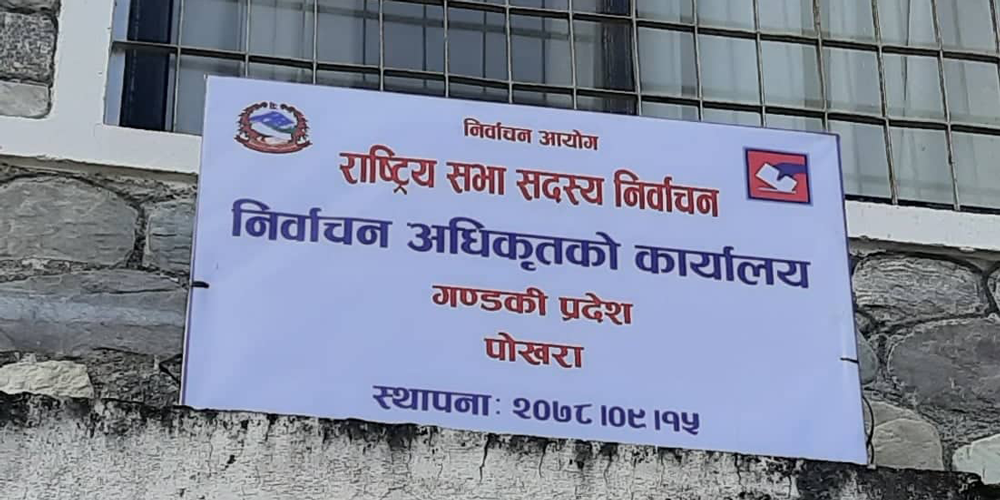 निर्वाचन आयोग
राष्ट्रिय सभा सदस्य निर्वाचन
निर्वाचन अधिकृतको कार्यालय
गण्डकी प्रदेश
पोखरा
स्थापना: २०७८।०९।१५